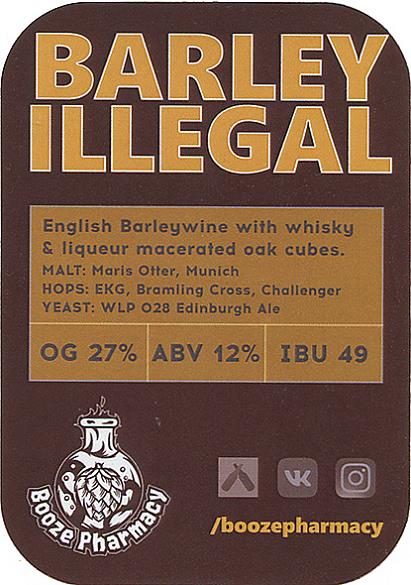 BARLEY
ILLEGAL
English Barleywine with whisky
& liqueur macerated oak cubes.
MALT: Maris Otter, Munich
HOPS: EKG, Bramling Cross, Challenger
YEAST: WLP 028 Edinburgh Ale
OG 27% ABV 12% IBU 49
Booze Pharmacy
/boozepharmacy